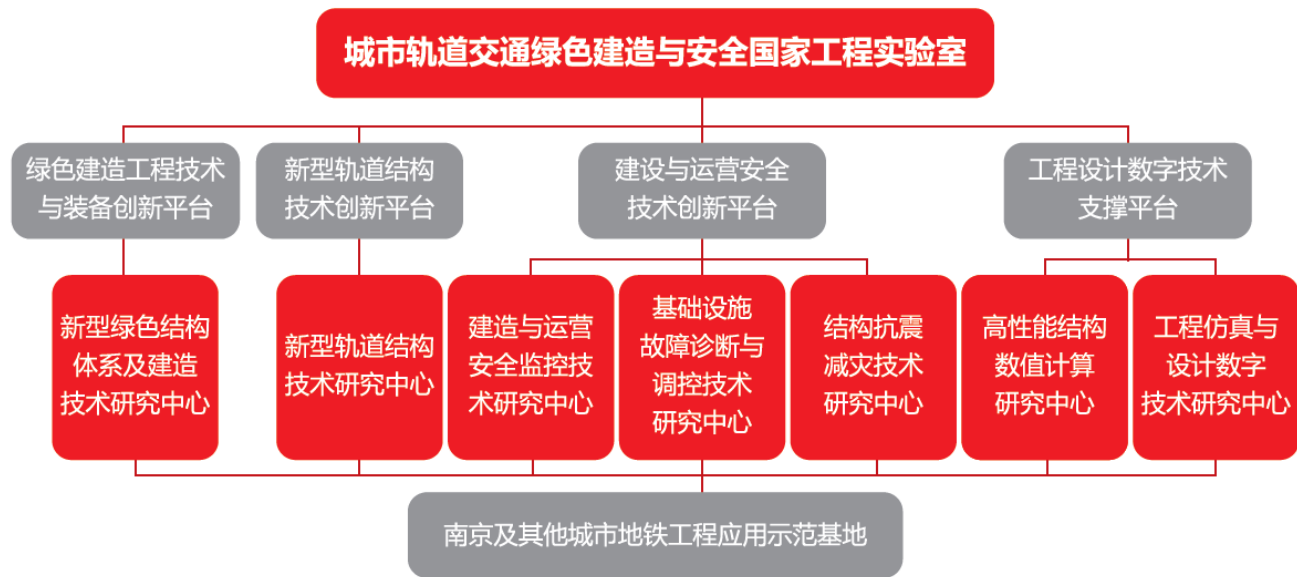 城市轨道交通绿色建造与安全国家工程实验室
绿色建造工程技术
与装备创新平台
新型轨道结构
技术创新平台
建设与运营安全
技术创新平台
工程设计数字技术
支撑平台
新型绿色结构
体系及建造
技术研究中心
新型轨道结构
技术研究中心
建造与运营
安全监控技
术研究中心
基础设施
故障诊断与
调控技术
研究中心
结构抗震
减灾技术
研究中心
高性能结构
数值计算
研究中心
工程仿真与
设计数字
技术研究中心
南京及其他城市地铁工程应用示范基地